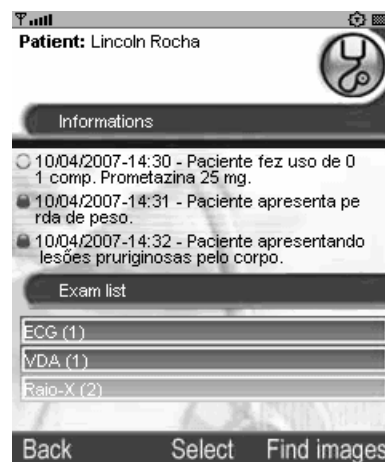 Patient: Lincoln Rocha
Informations
10/04/2007-14:30 - Paciente fez uso de 0
1 comp. Prometazina 25 mg.
10/04/2007-14:31 - Paciente apresenta pe
rda de peso.
10/04/2007-14:32 - Paciente apresentando
lesões pruriginosas pelo corpo.
Exam list
ECG (1)
VDA (1)
Raio-X (2)
Back Select Find images